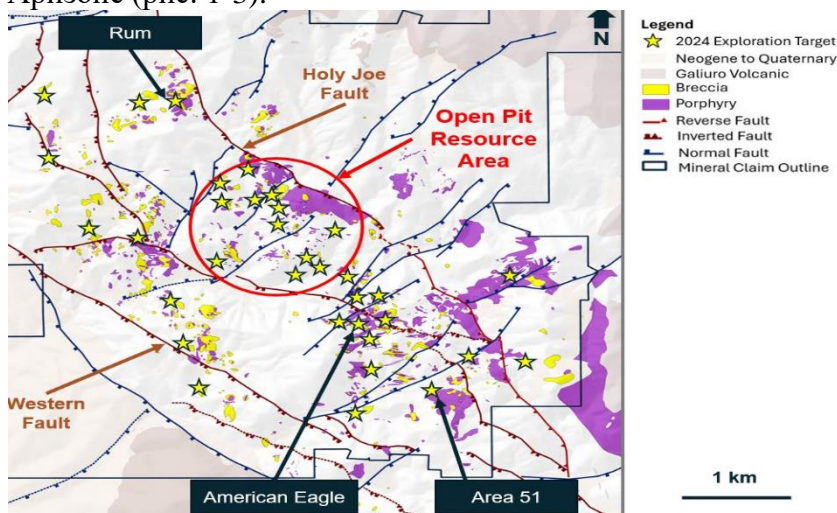 Rum
Holy Joe
Fault
Open Pit
Resource
Area
N
Western
Fault
American Eagle
Area 51
Legend
2024 Exploration Target
Neogene to Quaternary
Galiuro Volcanic
Breccia
Porphyry
Reverse Fault
Inverted Fault
Normal Fault
Mineral Claim Outline
1 km